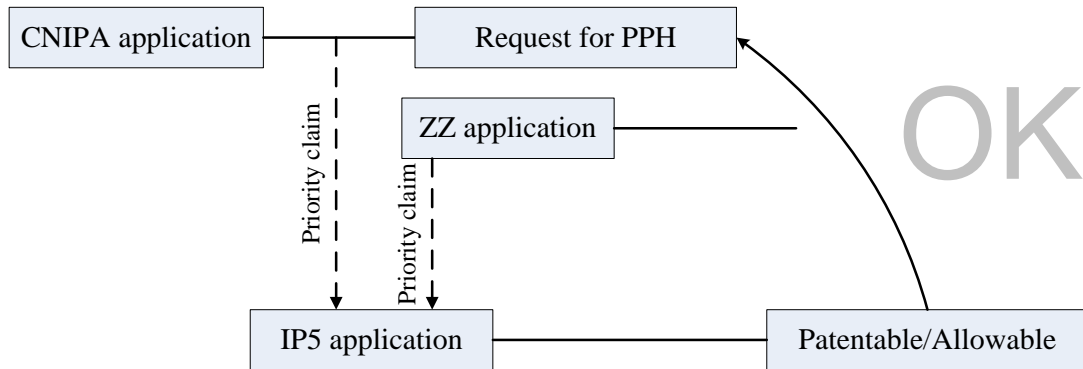 CNIPA application
Request for PPH
OK
ZZ application
Priority claim
Priority claim
IP5 application
Patentable/Allowable